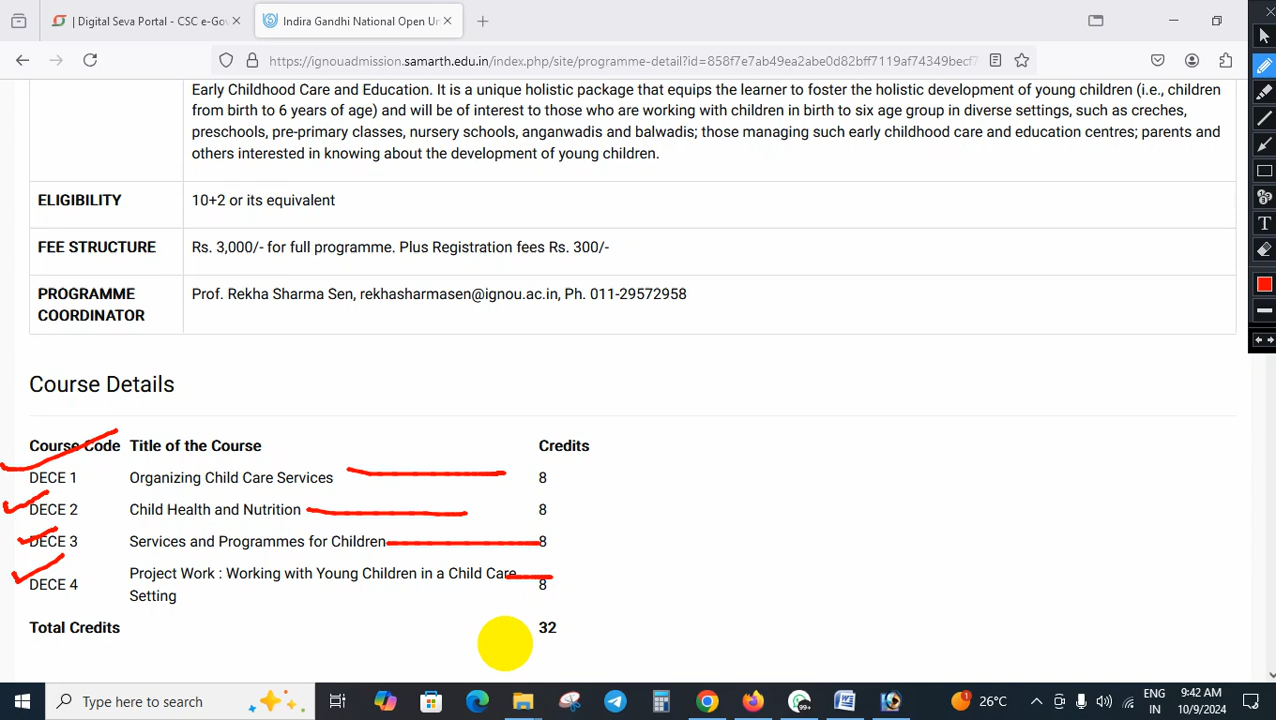 | Digital Seva Portal - CSC e-Gov
Indira Gandhi National Open Un
https://ignouadmission.samarth.edu.in/index.php/site/programme-detail?id=858f7e7ab49ea2abe0d82bff7119af74349becf7
Early Childhood Care and Education. It is a unique holistic package that equips the learner to foster the holistic development of young children (i.e., children
from birth to 6 years of age) and will be of interest to those who are working with children in birth to six age group in diverse settings, such as creches,
preschools, pre-primary classes, nursery schools, anganwadis and balwadis; those managing such early childhood care and education centres; parents and
others interested in knowing about the development of young children.
ELIGIBILITY 10+2 or its equivalent
FEE STRUCTURE Rs. 3,000/- for full programme. Plus Registration fees Rs. 300/-
PROGRAMME COORDINATOR Prof. Rekha Sharma Sen, rekhasharmasen@ignou.ac.in, Ph. 011-29572958
Course Details
Course Code Title of the Course Credits
DECE 1 Organizing Child Care Services 8
DECE 2 Child Health and Nutrition 8
DECE 3 Services and Programmes for Children 8
DECE 4 Project Work : Working with Young Children in a Child Care 8
Setting
Total Credits 32
Type here to search
99+
1
26°C
ENG
IN
9:42 AM
10/9/2024